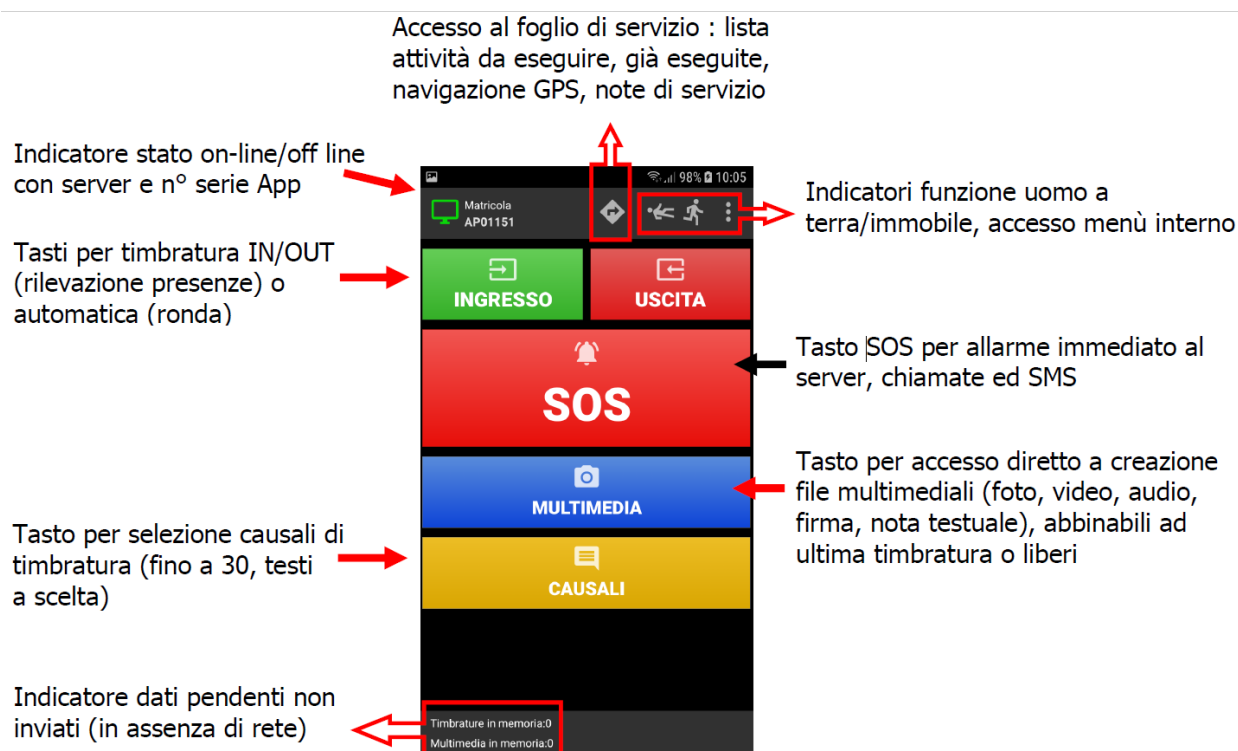 Accesso al foglio di servizio : lista
attività da eseguire, già eseguite,
navigazione GPS, note di servizio
Indicatore stato on-line/off line
con server e n° serie App
98% 10:05
Matricola
AP01151
Indicatori funzione uomo a
terra/immobile, accesso menù interno
Tasti per timbratura IN/OUT
(rilevazione presenze) o
automatica (ronda)
INGRESSO
USCITA
SOS
Tasto SOS per allarme immediato al
server, chiamate ed SMS
MULTIMEDIA
Tasto per accesso diretto a creazione
file multimediali (foto, video, audio,
firma, nota testuale), abbinabili ad
ultima timbratura o liberi
Tasto per selezione causali di
timbratura (fino a 30, testi
a scelta)
CAUSALI
Indicatore dati pendenti non
inviati (in assenza di rete)
Timbrature in memoria:0
Multimedia in memoria:0